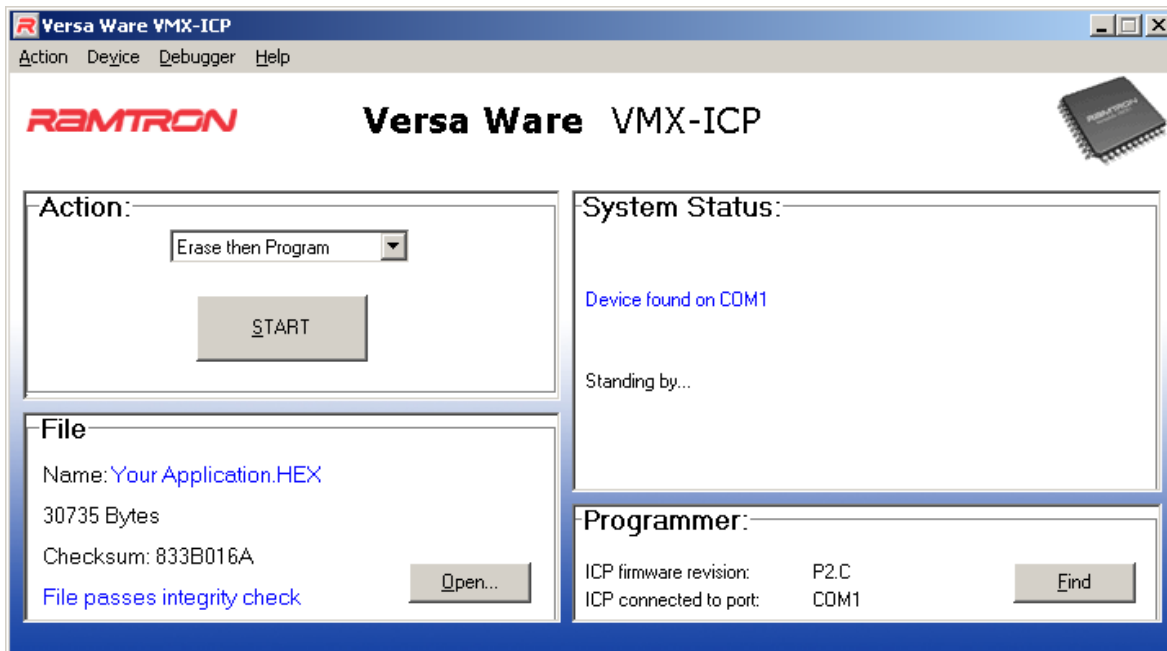 Versa Ware VMX-ICP
Action Device Debugger Help
RAMTRON Versa Ware VMX-ICP
RAMTRON
Action:
Erase then Program
START
File
Name: Your Application.HEX
30735 Bytes
Checksum: 833B016A
File passes integrity check
Open...
System Status:
Device found on COM1
Standing by...
Programmer:
ICP firmware revision: P2.C
ICP connected to port: COM1
Find